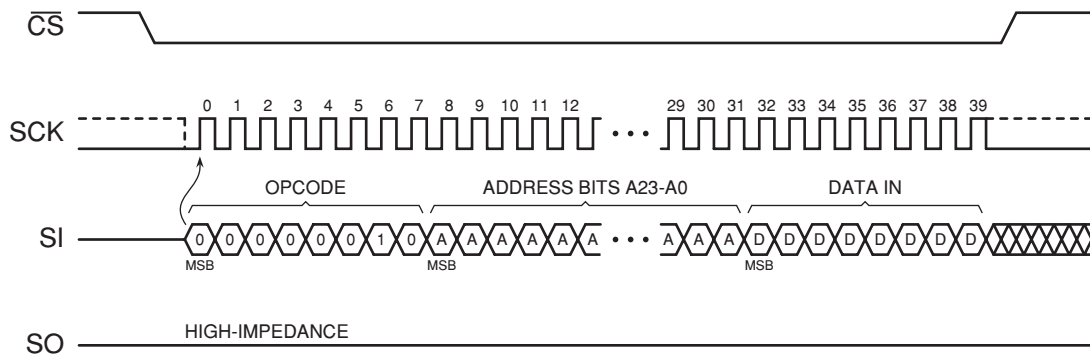 CS
0 1 2 3 4 5 6 7 8 9 10 11 12 29 30 31 32 33 34 35 36 37 38 39
SCK • • •
OPCODE ADDRESS BITS A23-A0 DATA IN
SI 0 0 0 0 0 0 1 0 A A A A A A • • • A A A D D D D D D D D
MSB MSB MSB
HIGH-IMPEDANCE
SO